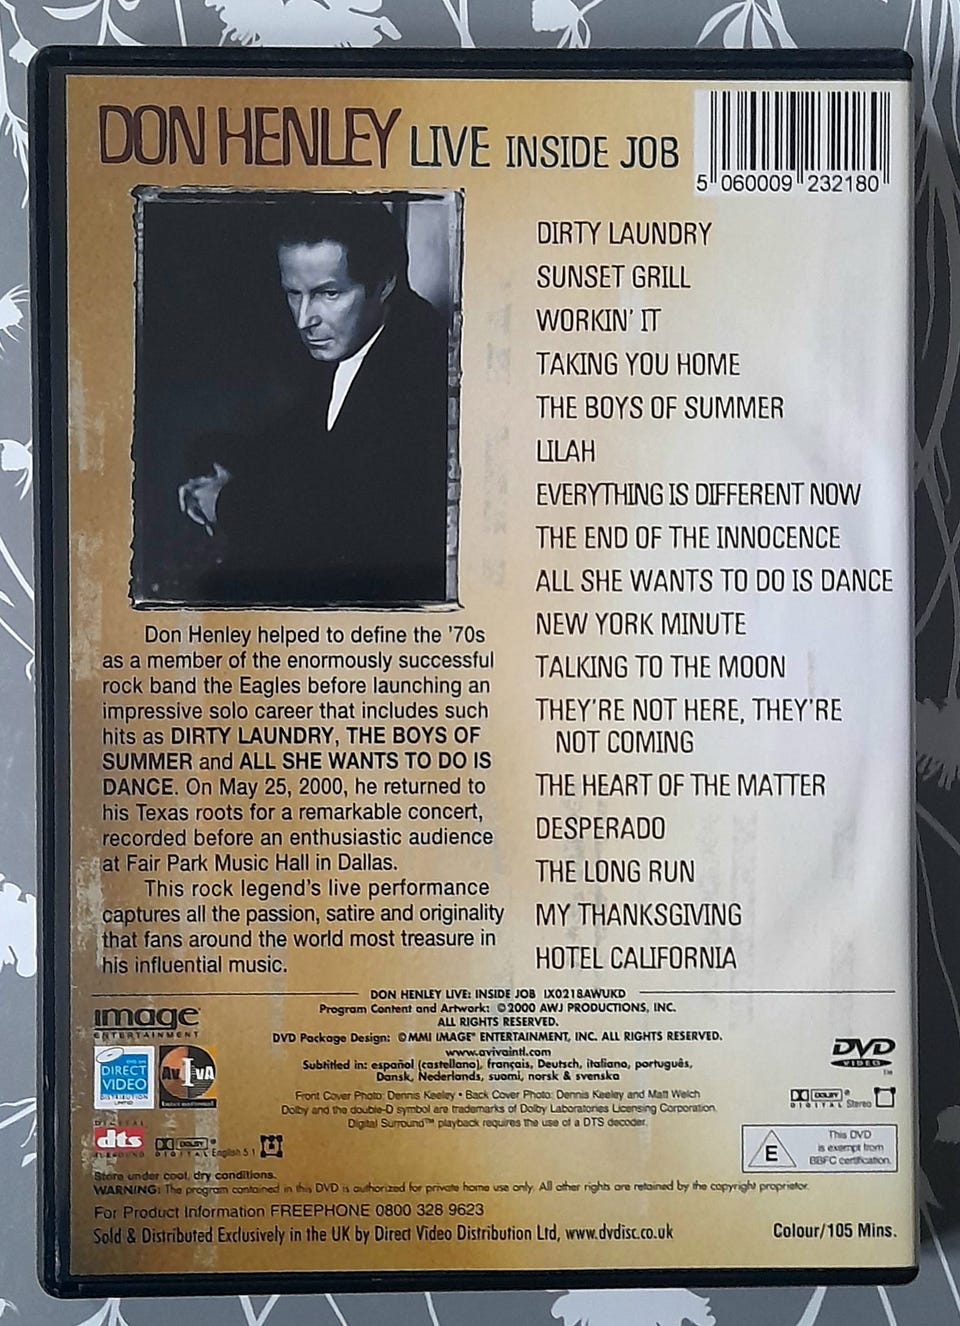 DON HENLEY LIVE INSIDE JOB
5 060009 232180
DIRTY LAUNDRY
SUNSET GRILL
WORKIN' IT
TAKING YOU HOME
THE BOYS OF SUMMER
LILAH
EVERYTHING IS DIFFERENT NOW
THE END OF THE INNOCENCE
ALL SHE WANTS TO DO IS DANCE
NEW YORK MINUTE
TALKING TO THE MOON
THEY'RE NOT HERE, THEY'RE
NOT COMING
THE HEART OF THE MATTER
DESPERADO
THE LONG RUN
MY THANKSGIVING
HOTEL CALIFORNIA
Don Henley helped to define the '70s
as a member of the enormously successful
rock band the Eagles before launching an
impressive solo career that includes such
hits as DIRTY LAUNDRY, THE BOYS OF
SUMMER and ALL SHE WANTS TO DO IS
DANCE. On May 25, 2000, he returned to
his Texas roots for a remarkable concert,
recorded before an enthusiastic audience
at Fair Park Music Hall in Dallas.
This rock legend's live performance
captures all the passion, satire and originality
that fans around the world most treasure in
his influential music.
DON HENLEY LIVE: INSIDE JOB IX0218AWUKD
Program Content and Artwork: ©2000 AWJ PRODUCTIONS, INC.
ALL RIGHTS RESERVED.
DVD Package Design: ©MMI IMAGE® ENTERTAINMENT, INC. ALL RIGHTS RESERVED.
www.avivaintl.com
Subtitled in: español (castellano), français, Deutsch, italiano, português,
Dansk, Nederlands, suomi, norsk & svenska
Front Cover Photo: Dennis Keeley • Back Cover Photo: Dennis Keeley and Matt Welch
Dolby and the double-D symbol are trademarks of Dolby Laboratories Licensing Corporation.
Digital Surround™ playback requires the use of a DTS decoder.
image
ENTERTAINMENT
DIRECT
VIDEO
DISTRIBUTION
LIMITED
AvIvA
DIGITAL
dts
SURROUND
DOLBY
DIGITAL English 5.1
DVD
VIDEO
TM
DOLBY
DIGITAL Stereo
E
This DVD
is exempt from
BBFC certification.
Store under cool, dry conditions.
WARNING: The program contained in this DVD is authorized for private home use only. All other rights are retained by the copyright proprietor.
For Product Information FREEPHONE 0800 328 9623
Sold & Distributed Exclusively in the UK by Direct Video Distribution Ltd, www.dvdisc.co.uk
Colour/105 Mins.